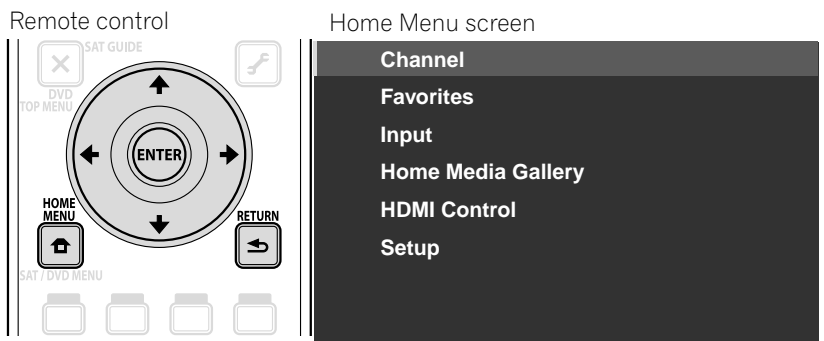 Remote control
SAT GUIDE
DVD
TOP MENU
ENTER
HOME
MENU
RETURN
SAT / DVD MENU
Home Menu screen
Channel
Favorites
Input
Home Media Gallery
HDMI Control
Setup